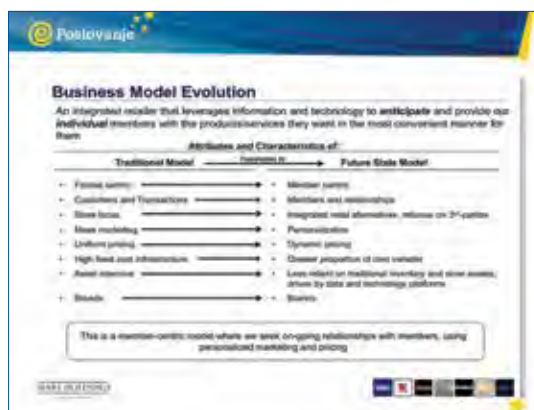 Poslovanje
Business Model Evolution
An integrated retailer that leverages information and technology to anticipate and provide our
individual members with the products/services they want in the most convenient manner for
them
Attributes and Characteristics of:
Traditional Model Future State Model
• Format centric • Member centric
• Customers and Transactions • Members and relationships
• Store focus • Integrated retail alternatives, reliance on 3rd-parties
• Mass marketing • Personalization
• Uniform pricing • Dynamic pricing
• High fixed cost infrastructure • Greater proportion of cost variable
• Asset intensive • Less reliant on traditional inventory and store assets,
driven by data and technology platforms
• Brands • Brands
This is a member-centric model where we seek on-going relationships with members, using
personalized marketing and pricing